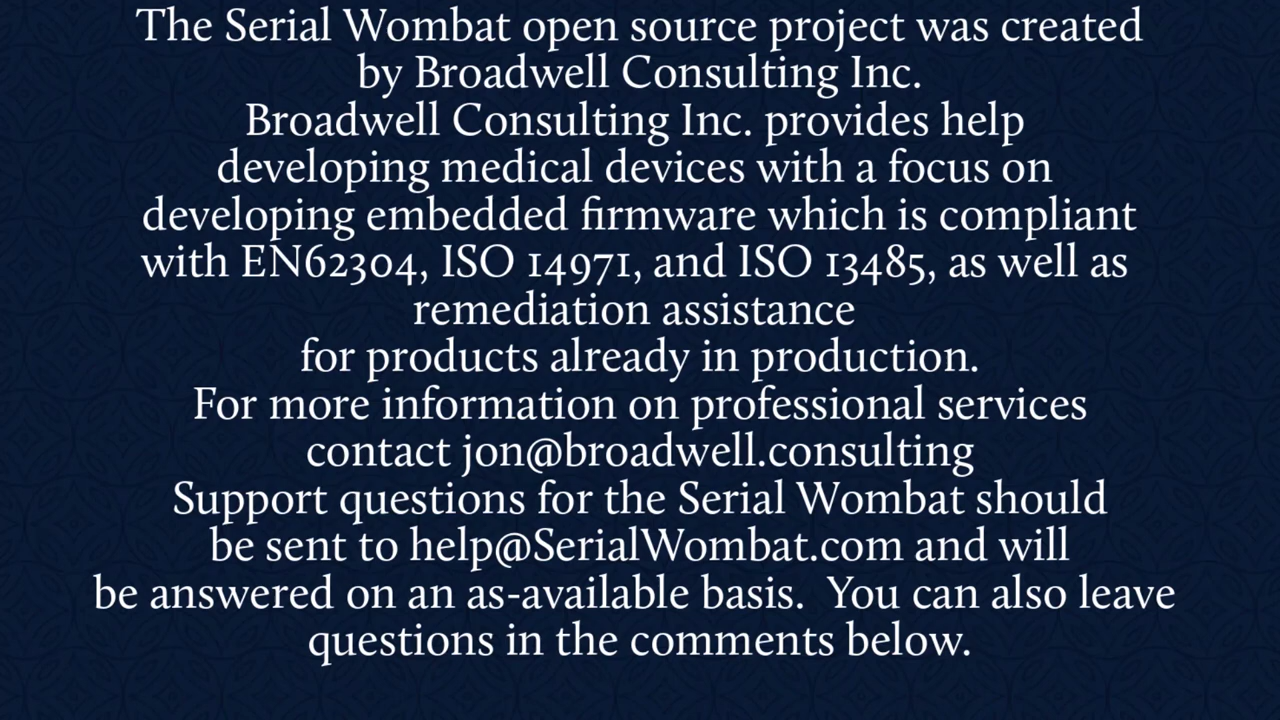 The Serial Wombat open source project was created
by Broadwell Consulting Inc.
Broadwell Consulting Inc. provides help
developing medical devices with a focus on
developing embedded firmware which is compliant
with EN62304, ISO 14971, and ISO 13485, as well as
remediation assistance
for products already in production.
For more information on professional services
contact jon@broadwell.consulting
Support questions for the Serial Wombat should
be sent to help@SerialWombat.com and will
be answered on an as-available basis.  You can also leave
questions in the comments below.